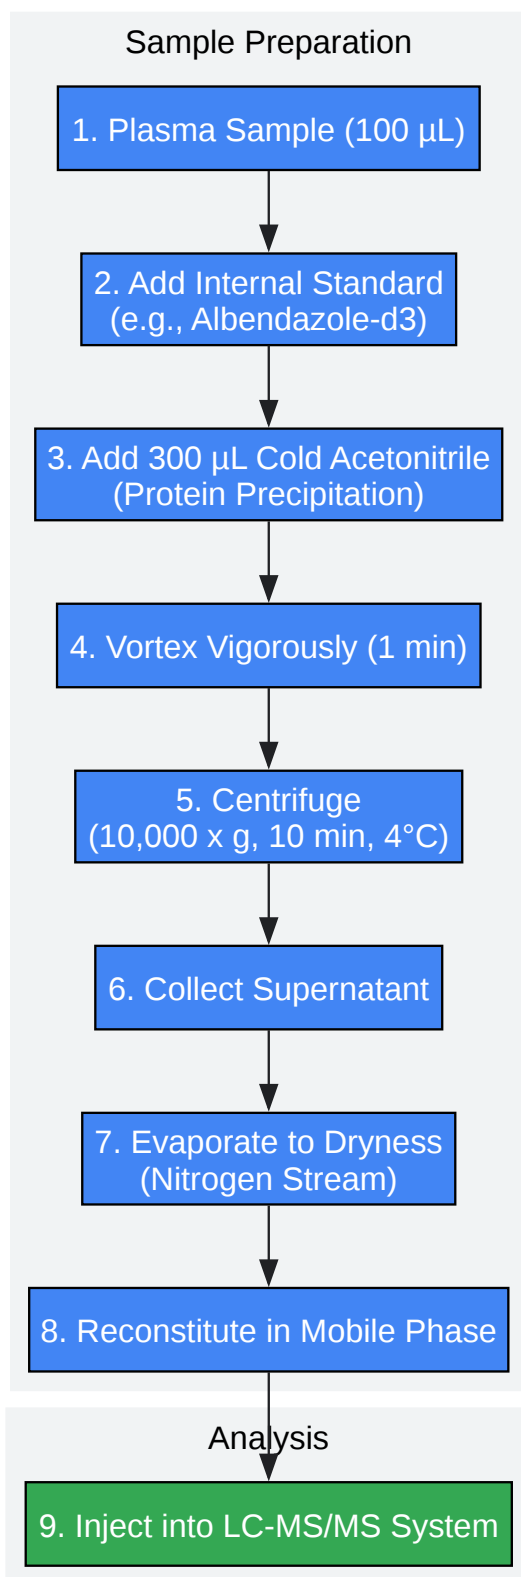 Sample Preparation
1. Plasma Sample (100 µL)
2. Add Internal Standard
(e.g., Albendazole-d3)
3. Add 300 µL Cold Acetonitrile
(Protein Precipitation)
4. Vortex Vigorously (1 min)
5. Centrifuge
(10,000 x g, 10 min, 4°C)
6. Collect Supernatant
7. Evaporate to Dryness
(Nitrogen Stream)
8. Reconstitute in Mobile Phase
Analysis
9. Inject into LC-MS/MS System